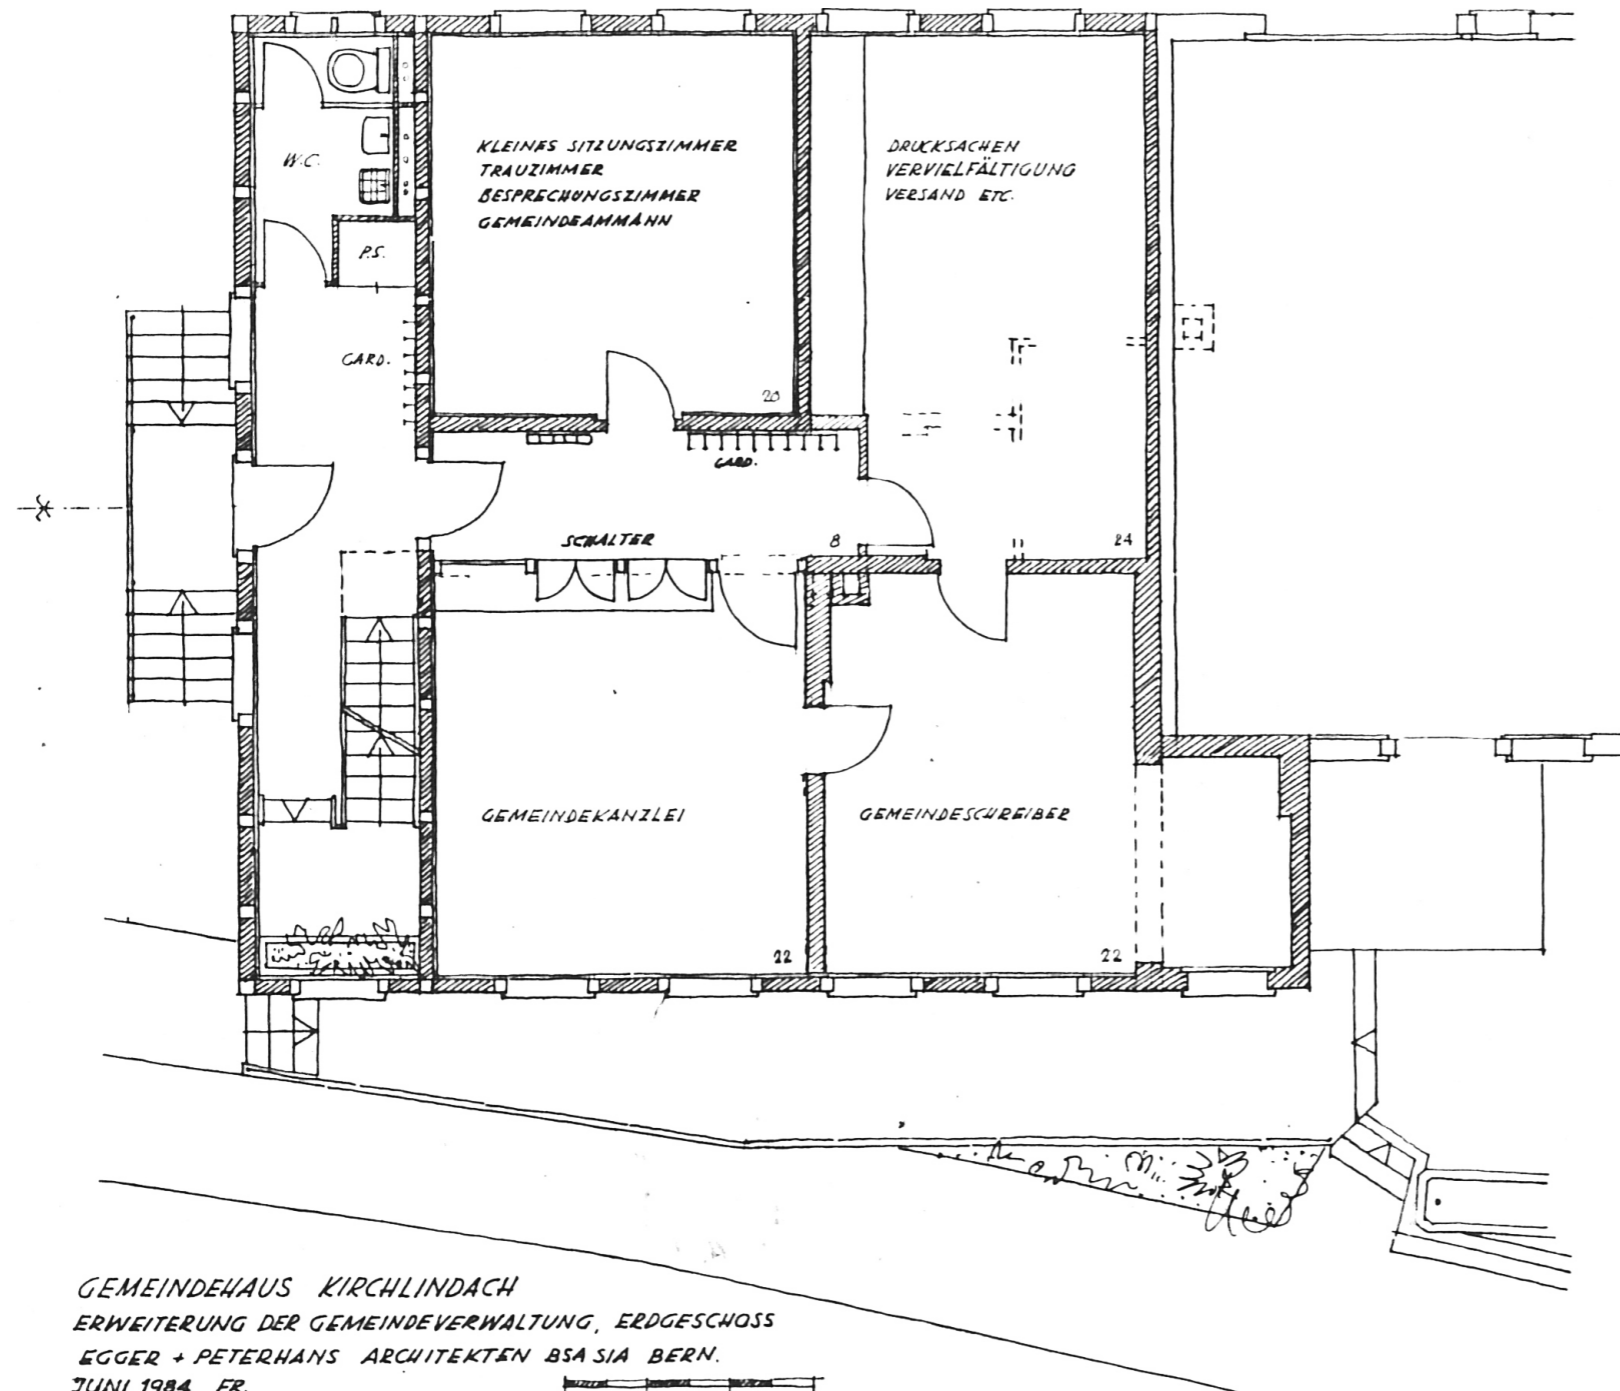 W.C.
KLEINES SITZUNGSZIMMER
TRAUZIMMER
BESPRECHUNGSZIMMER
GEMEINDEAMMANN
DRUCKSACHEN
VERVIELFÄLTIGUNG
VERSAND ETC.
P.S.
GARD.
20
GARD.
SCHALTER
8
24
GEMEINDEKANZLEI
GEMEINDESCHREIBER
22
22
GEMEINDEHAUS KIRCHLINDACH
ERWEITERUNG DER GEMEINDEVERWALTUNG, ERDGESCHOSS
EGGER + PETERHANS ARCHITEKTEN BSA SIA BERN.
JUNI 1984 FR.